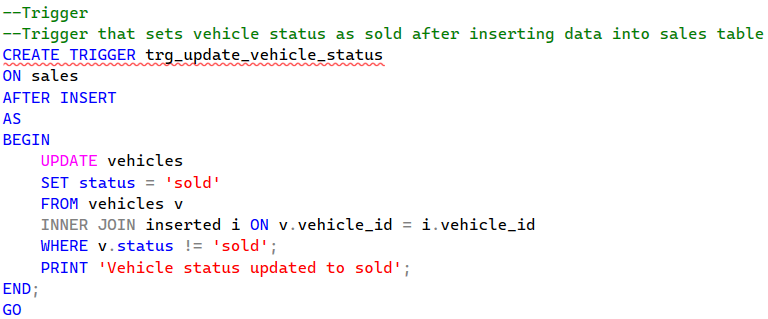 --Trigger
--Trigger that sets vehicle status as sold after inserting data into sales table
CREATE TRIGGER trg_update_vehicle_status
ON sales
AFTER INSERT
AS
BEGIN
    UPDATE vehicles
    SET status = 'sold'
    FROM vehicles v
    INNER JOIN inserted i ON v.vehicle_id = i.vehicle_id
    WHERE v.status != 'sold';
    PRINT 'Vehicle status updated to sold';
END;
GO